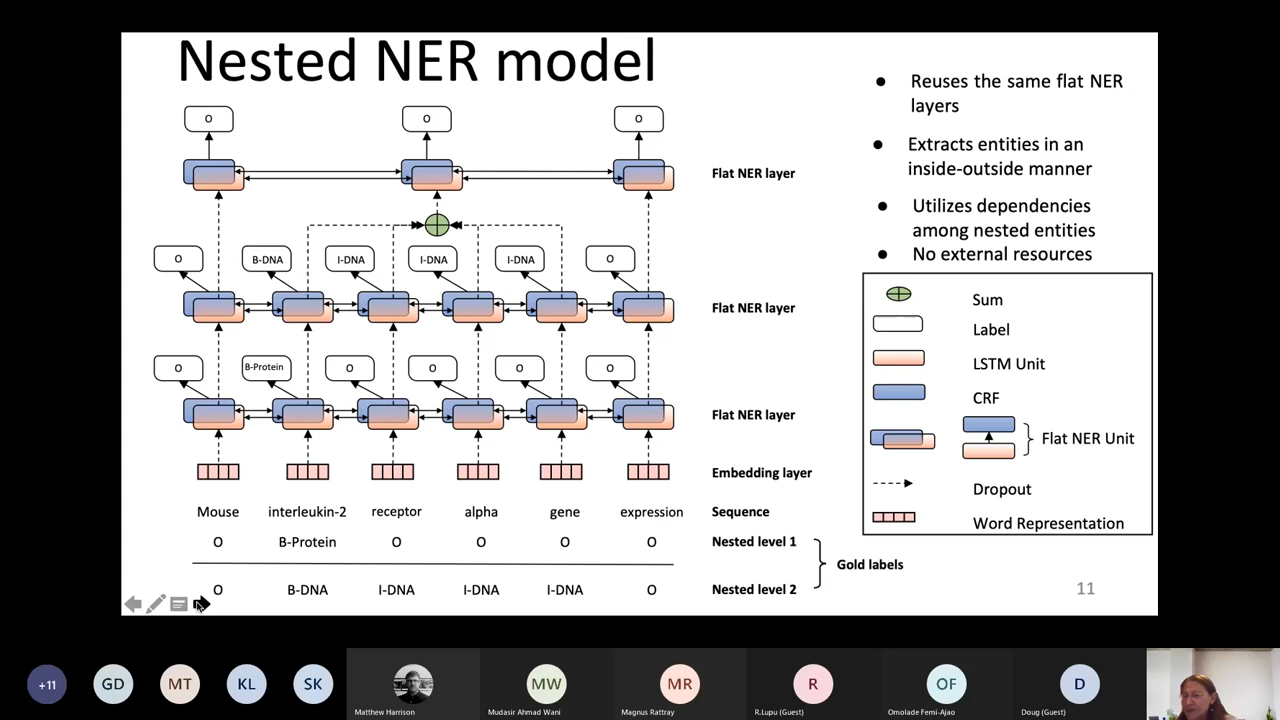 Nested NER model
● Reuses the same flat NER
layers
● Extracts entities in an
inside-outside manner
● Utilizes dependencies
among nested entities
● No external resources
O O O
Flat NER layer
O B-DNA I-DNA I-DNA I-DNA O
Flat NER layer
O B-Protein O O O O
Flat NER layer
Embedding layer
Mouse interleukin-2 receptor alpha gene expression Sequence
O B-Protein O O O O Nested level 1
Gold labels
O B-DNA I-DNA I-DNA I-DNA O Nested level 2
Sum
Label
LSTM Unit
CRF
Flat NER Unit
Dropout
Word Representation
11
+11 GD MT KL SK MW MR R OF D
Matthew Harrison Mudasir Ahmad Wani Magnus Rattray R.Lupu (Guest) Omolade Femi-Ajao Doug (Guest)